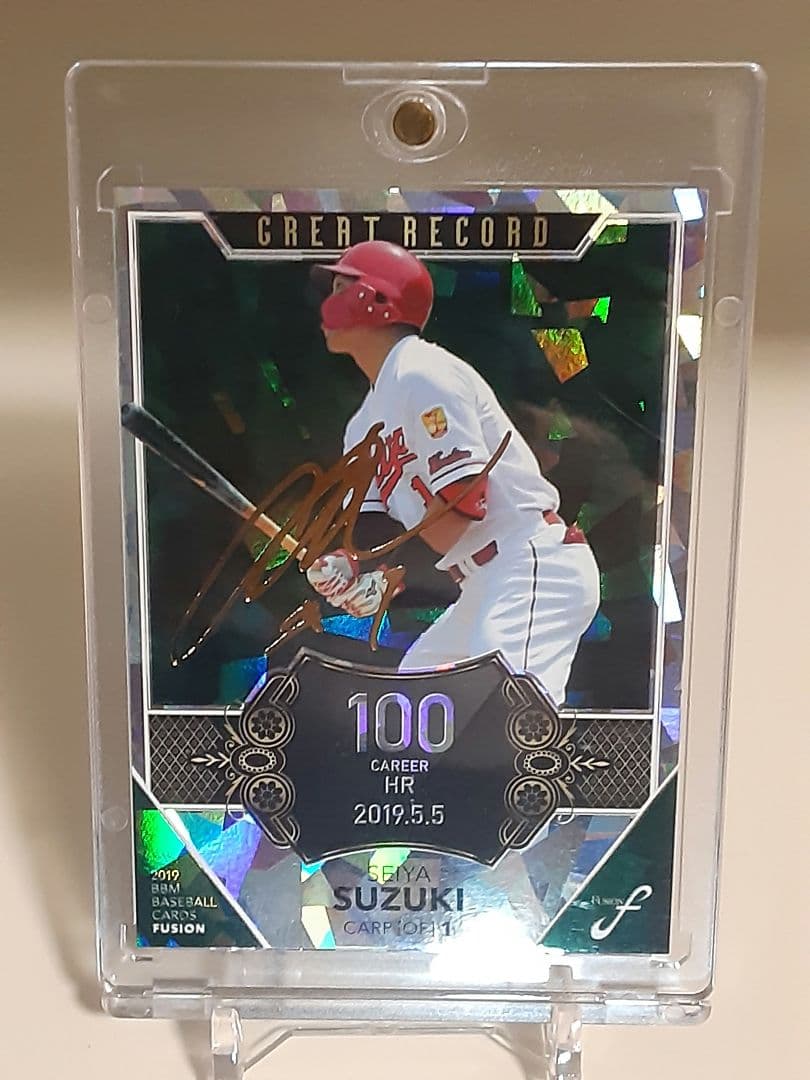 GREAT RECORD
1
100
CAREER
HR
2019.5.5
SEIYA
SUZUKI
CARP|OF|1
2019
BBM
BASEBALL
CARDS
FUSION
FUSION
f